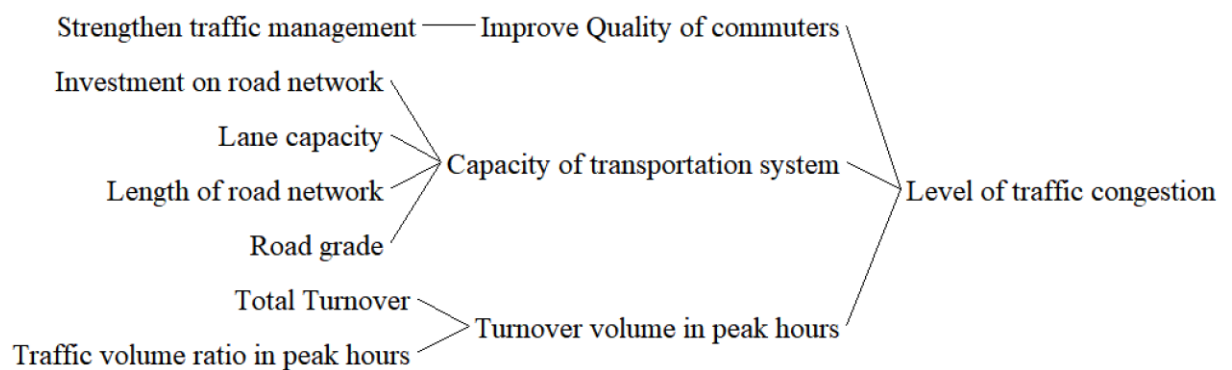 Strengthen traffic management
Improve Quality of commuters
Investment on road network
Lane capacity
Capacity of transportation system
Length of road network
Level of traffic congestion
Road grade
Total Turnover
Turnover volume in peak hours
Traffic volume ratio in peak hours